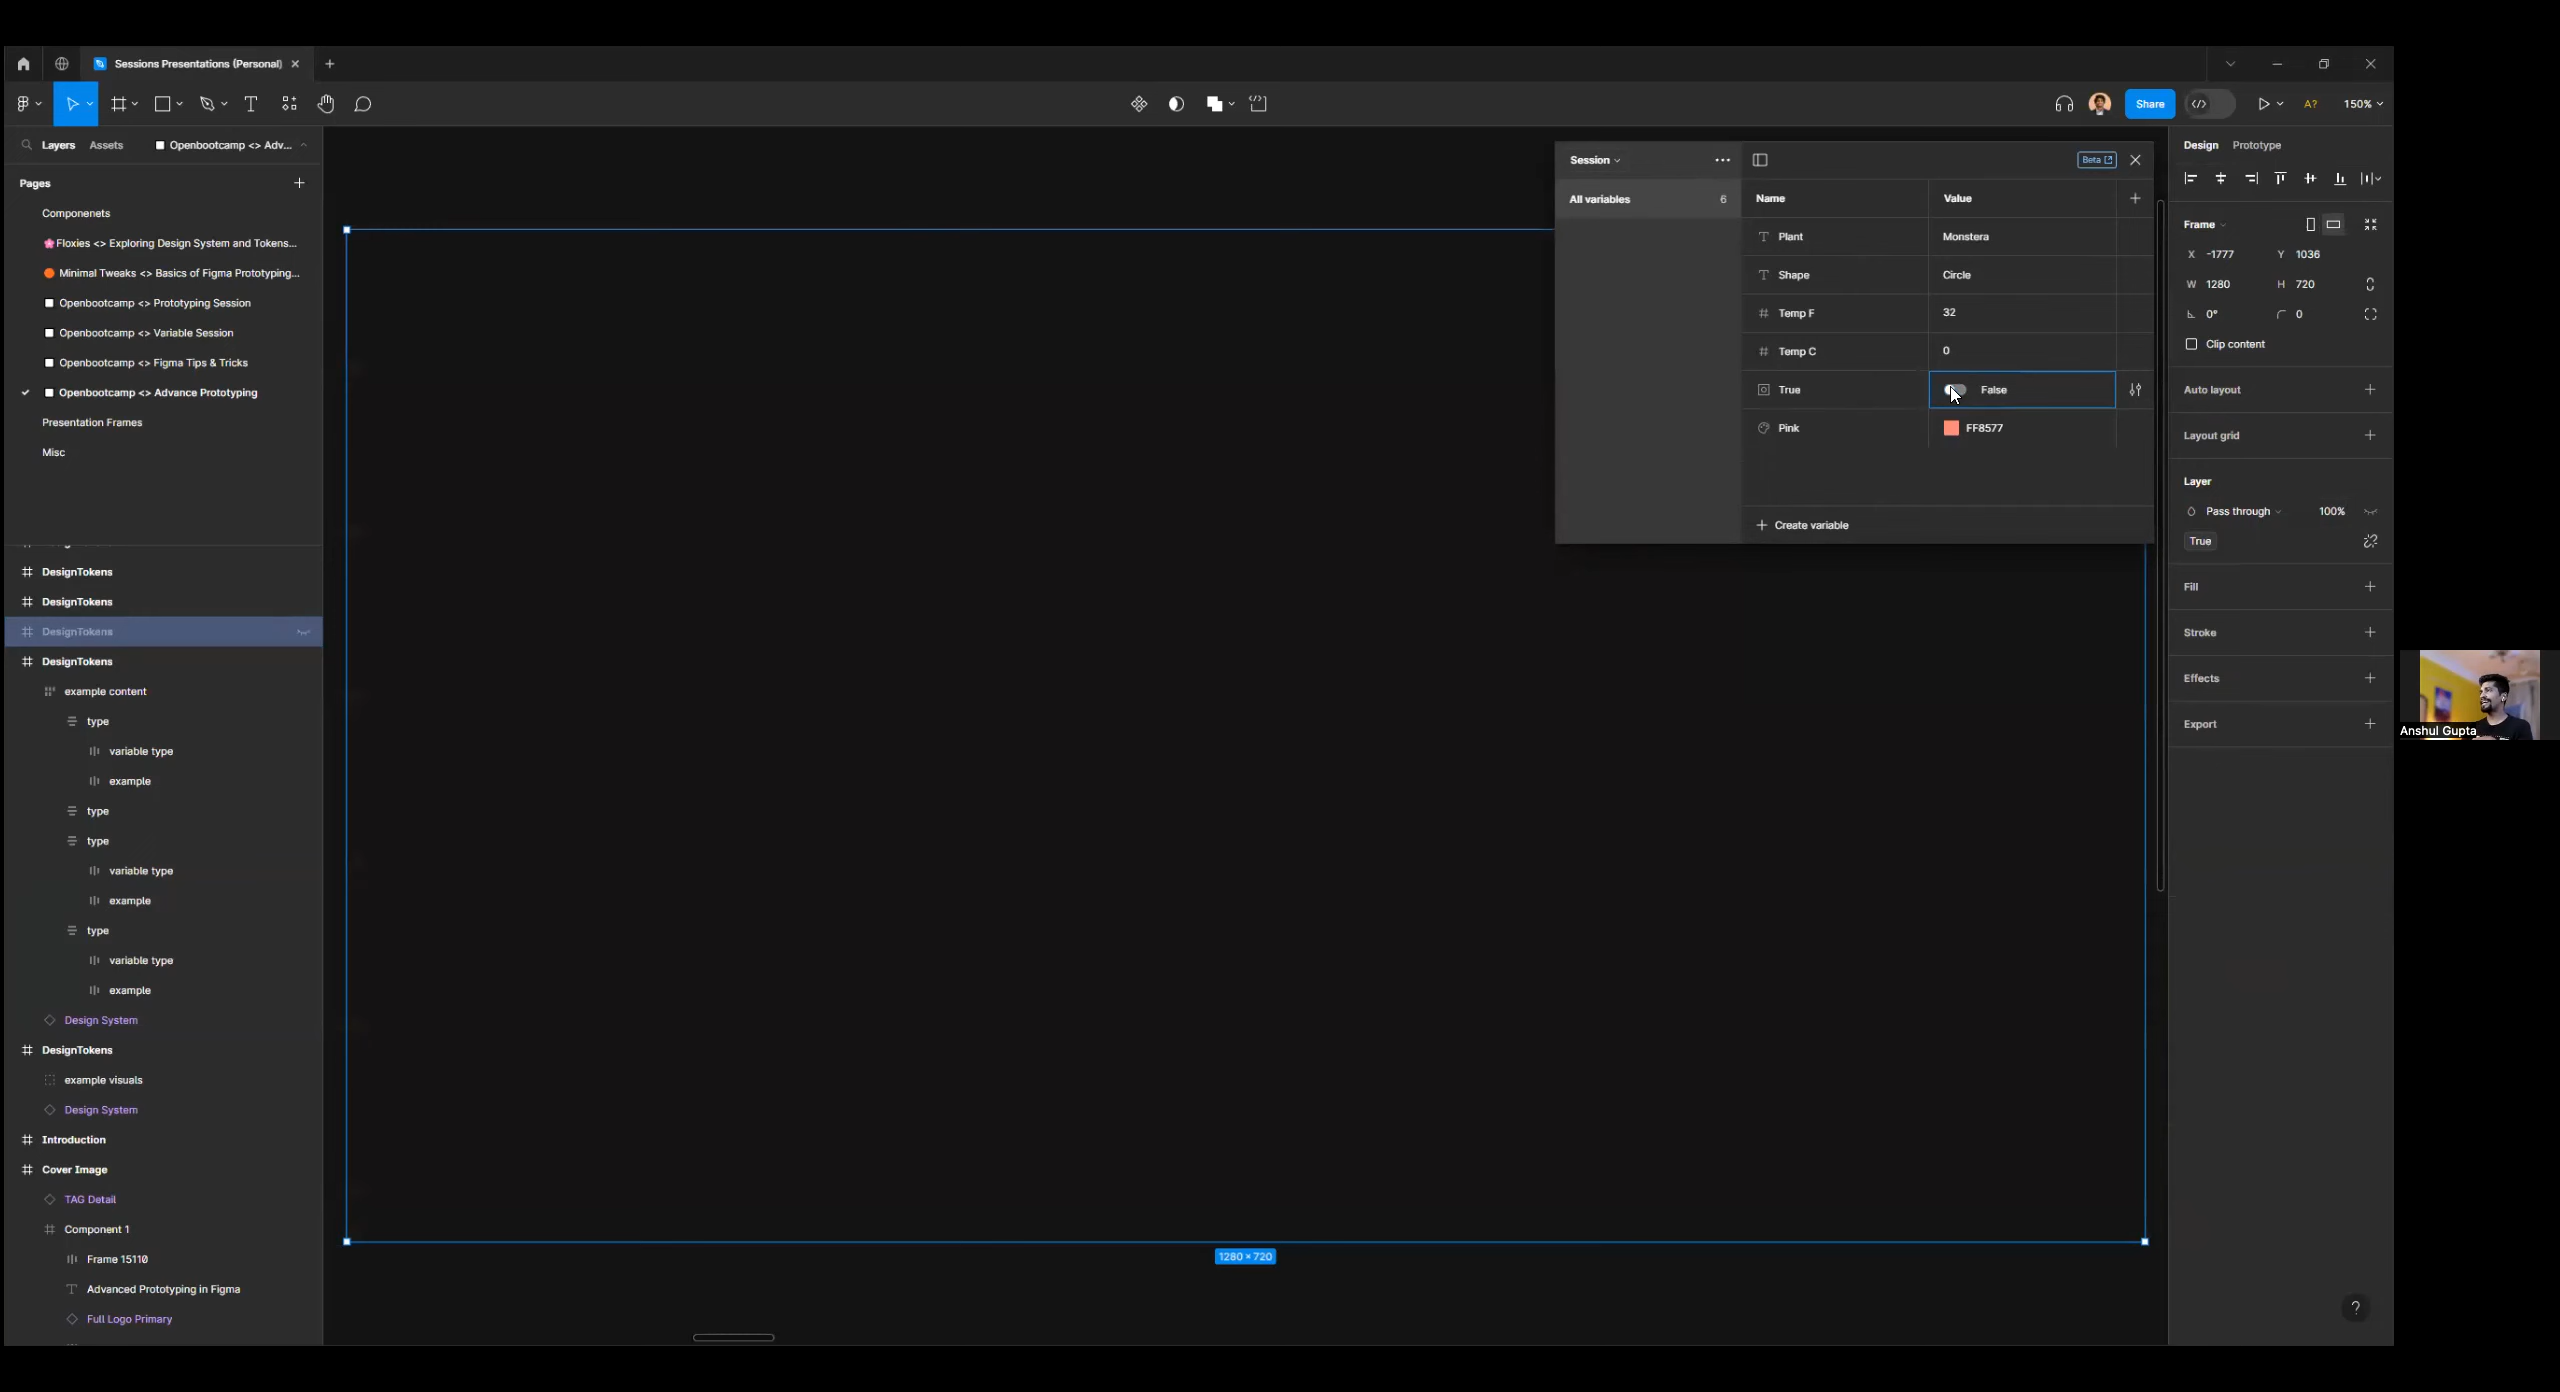 Sessions Presentations (Personal)
Share
A?
150%
Layers Assets Openbootcamp <> Adv...
Pages
Componenets
Floxies <> Exploring Design System and Tokens...
Minimal Tweaks <> Basics of Figma Prototyping...
Openbootcamp <> Prototyping Session
Openbootcamp <> Variable Session
Openbootcamp <> Figma Tips & Tricks
Openbootcamp <> Advance Prototyping
Presentation Frames
Misc
DesignTokens
DesignTokens
DesignTokens
DesignTokens
example content
type
variable type
example
type
type
variable type
example
type
variable type
example
Design System
DesignTokens
example visuals
Design System
Introduction
Cover Image
TAG Detail
Component 1
Frame 15110
Advanced Prototyping in Figma
Full Logo Primary
1280 × 720
Session
Beta
All variables 6
Name Value
Plant Monstera
Shape Circle
Temp F 32
Temp C 0
True False
Pink FF8577
Create variable
Design Prototype
Frame
X -1777 Y 1036
W 1280 H 720
0° 0
Clip content
Auto layout
Layout grid
Layer
Pass through 100%
True
Fill
Stroke
Effects
Export
?
Anshul Gupta